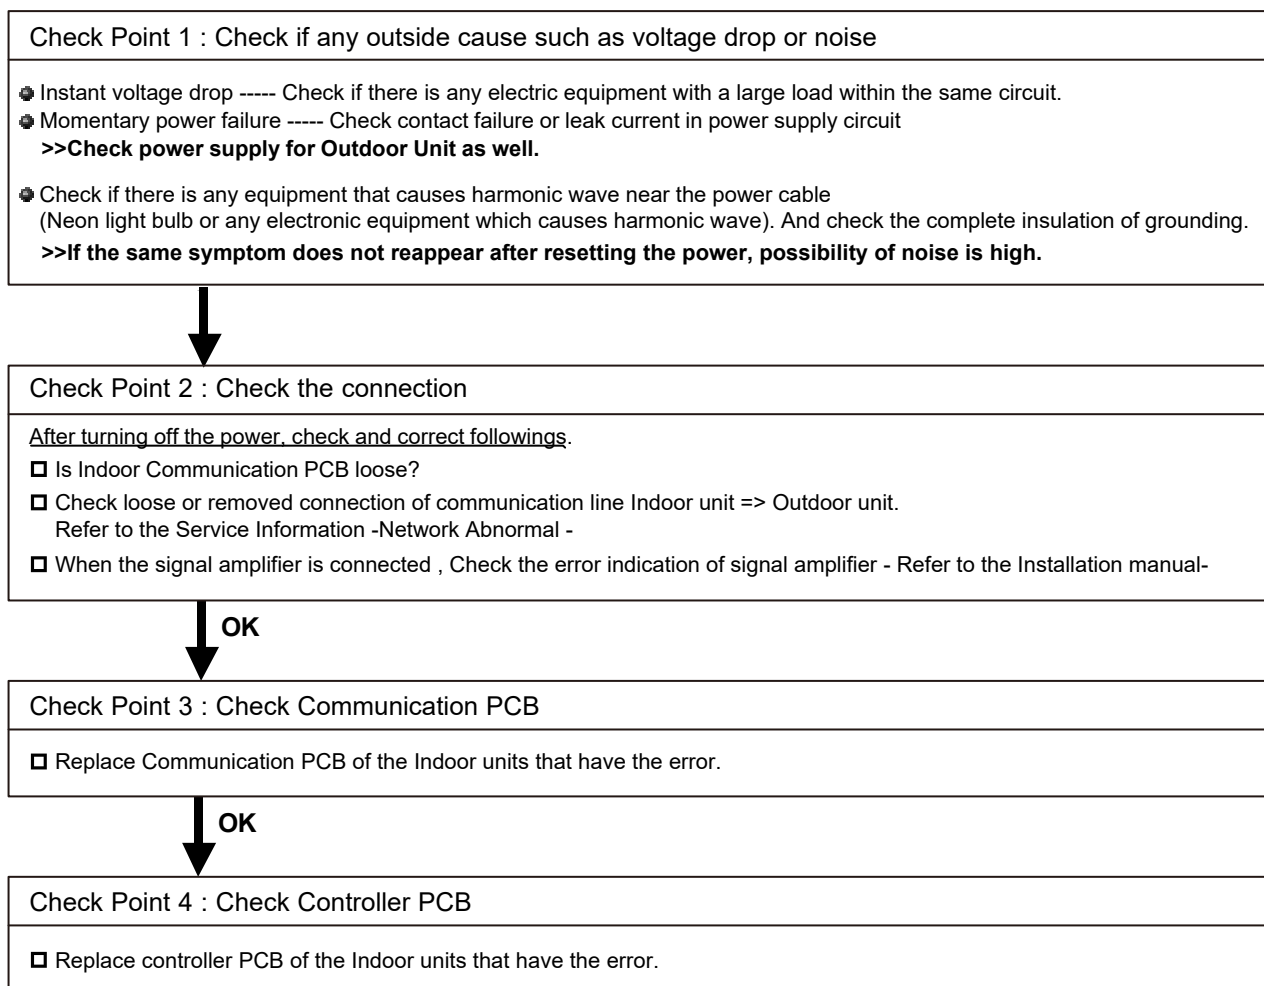 Check Point 1 : Check if any outside cause such as voltage drop or noise
Instant voltage drop ----- Check if there is any electric equipment with a large load within the same circuit.
Momentary power failure ----- Check contact failure or leak current in power supply circuit
>>Check power supply for Outdoor Unit as well.
Check if there is any equipment that causes harmonic wave near the power cable
(Neon light bulb or any electronic equipment which causes harmonic wave). And check the complete insulation of grounding.
>>If the same symptom does not reappear after resetting the power, possibility of noise is high.
Check Point 2 : Check the connection
After turning off the power, check and correct followings.
Is Indoor Communication PCB loose?
Check loose or removed connection of communication line Indoor unit => Outdoor unit.
Refer to the Service Information -Network Abnormal -
When the signal amplifier is connected , Check the error indication of signal amplifier - Refer to the Installation manual-
OK
Check Point 3 : Check Communication PCB
Replace Communication PCB of the Indoor units that have the error.
OK
Check Point 4 : Check Controller PCB
Replace controller PCB of the Indoor units that have the error.